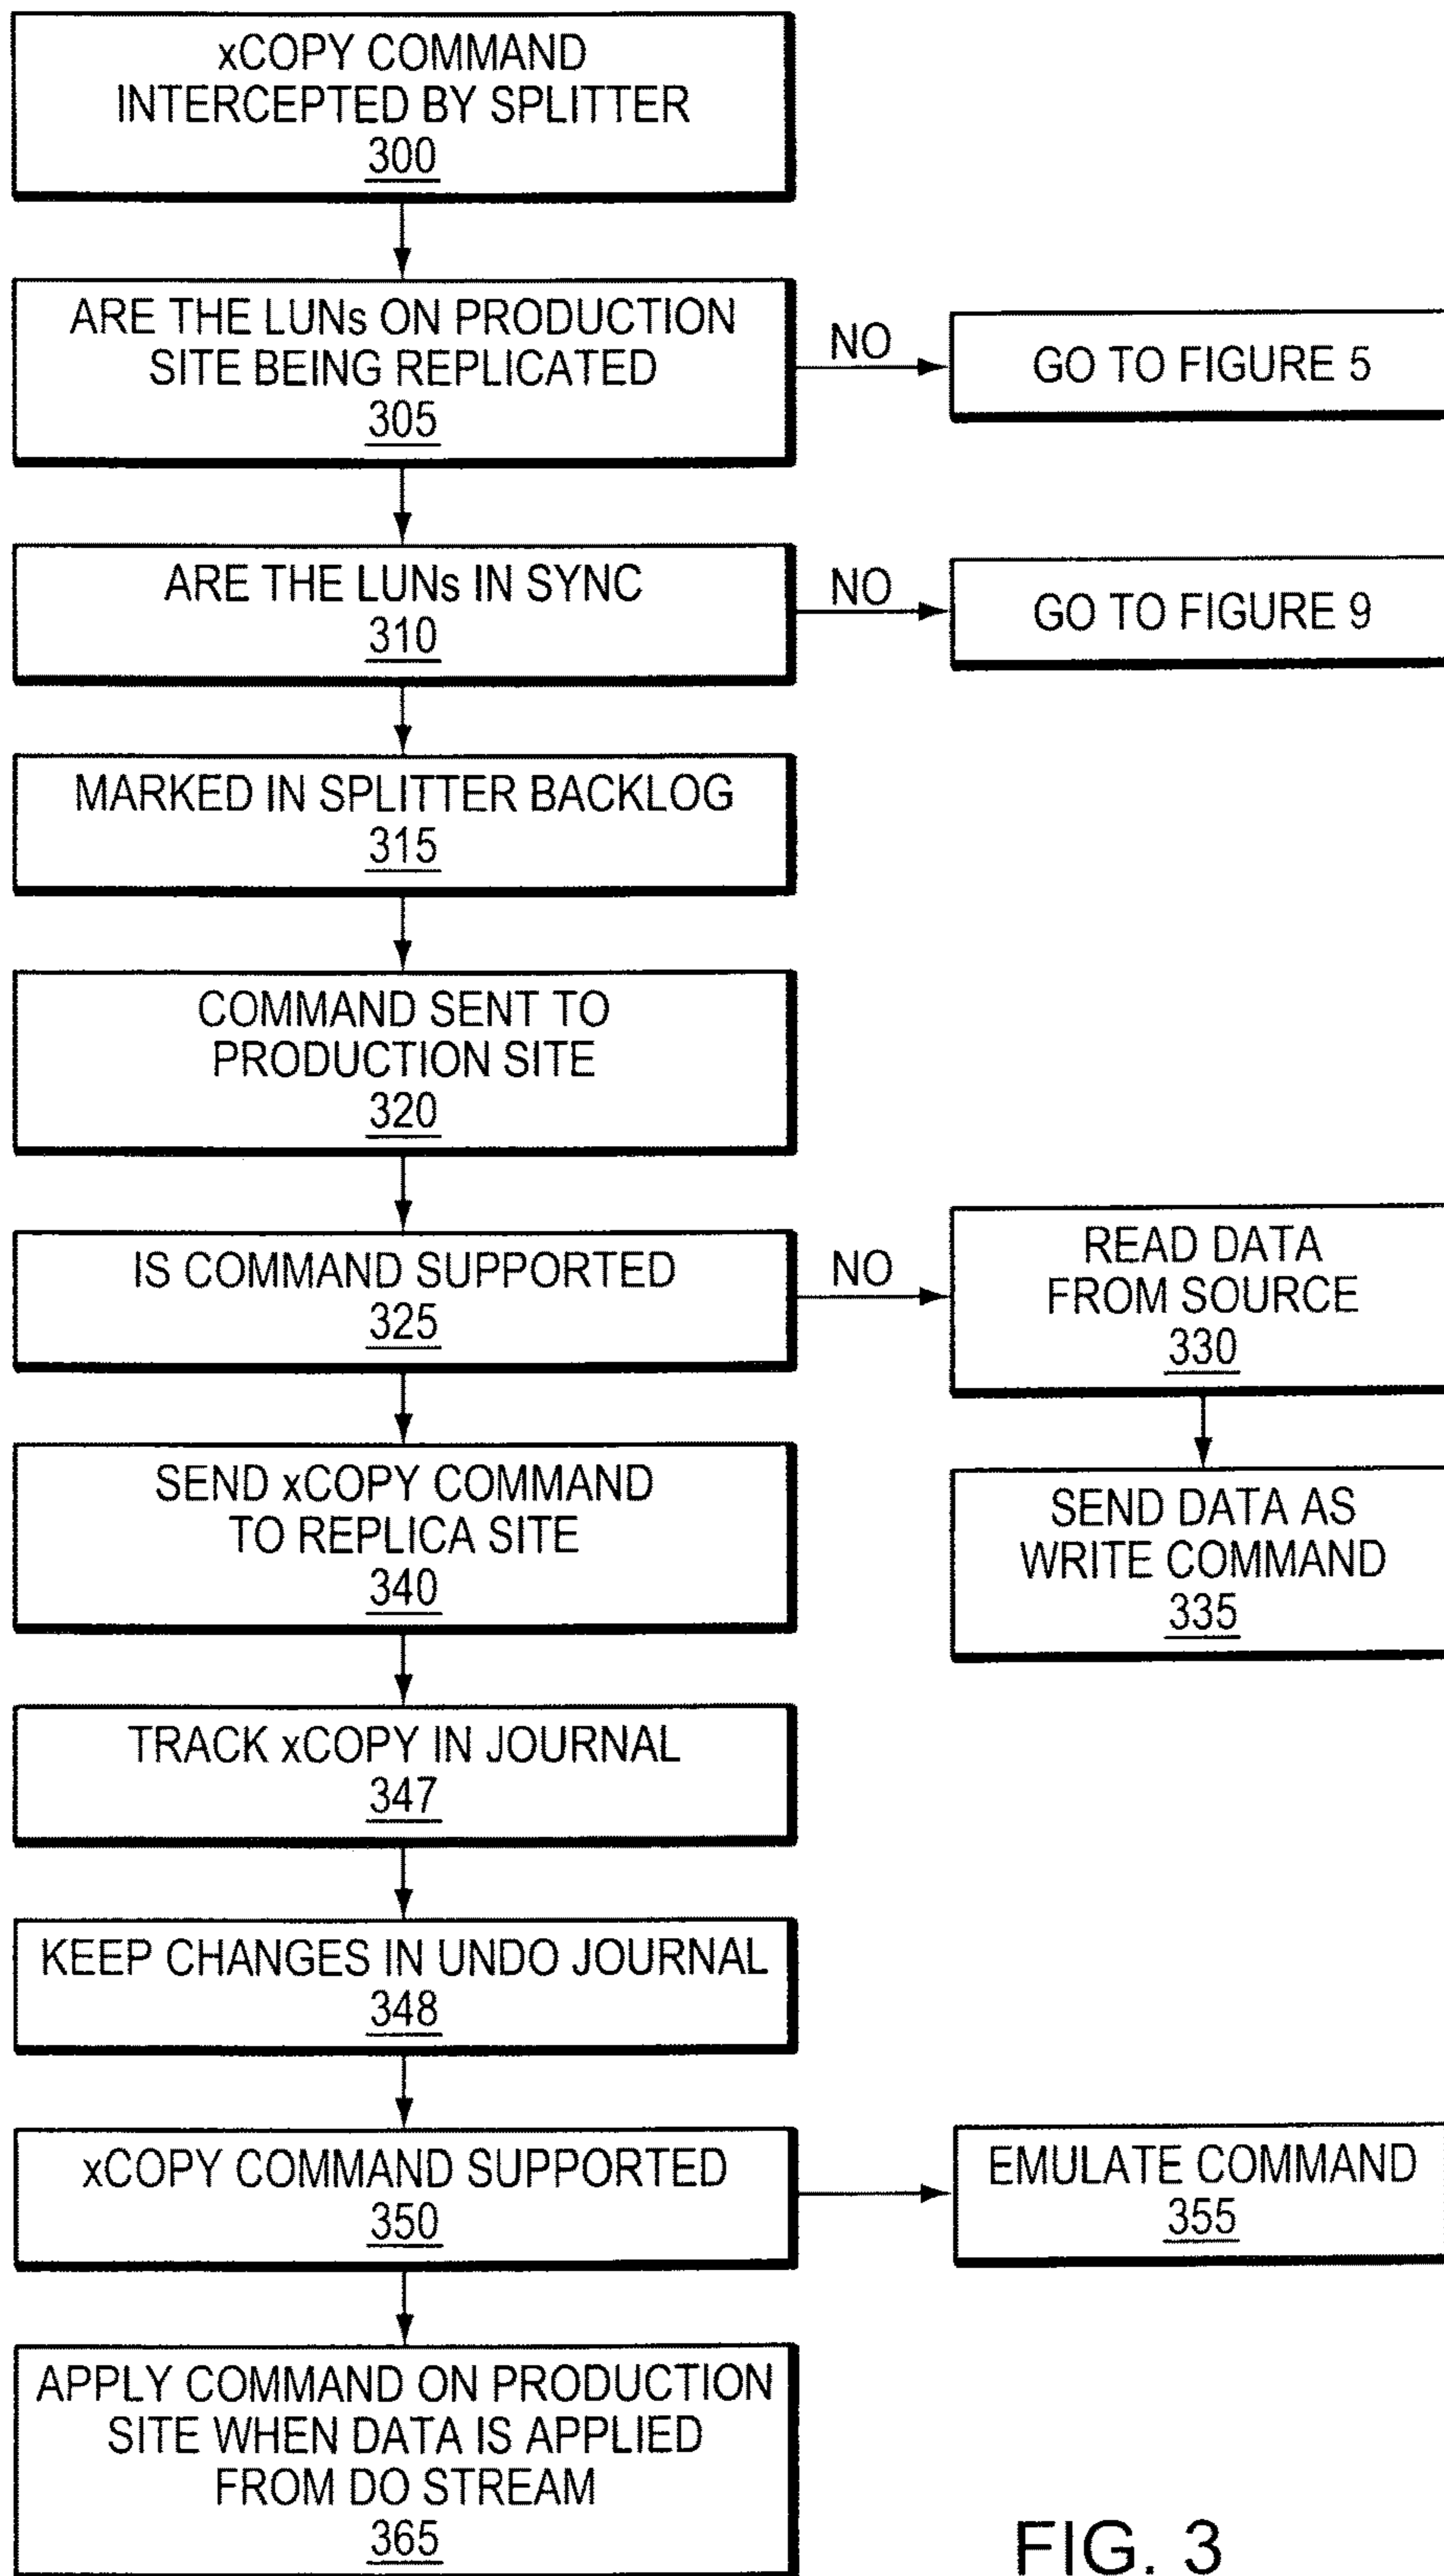 xCOPY COMMAND
INTERCEPTED BY SPLITTER
300
ARE THE LUNs ON PRODUCTION
SITE BEING REPLICATED
305
NO
GO TO FIGURE 5
ARE THE LUNs IN SYNC
310
NO
GO TO FIGURE 9
MARKED IN SPLITTER BACKLOG
315
COMMAND SENT TO
PRODUCTION SITE
320
IS COMMAND SUPPORTED
325
NO
READ DATA
FROM SOURCE
330
SEND DATA AS
WRITE COMMAND
335
SEND xCOPY COMMAND
TO REPLICA SITE
340
TRACK xCOPY IN JOURNAL
347
KEEP CHANGES IN UNDO JOURNAL
348
xCOPY COMMAND SUPPORTED
350
EMULATE COMMAND
355
APPLY COMMAND ON PRODUCTION
SITE WHEN DATA IS APPLIED
FROM DO STREAM
365
FIG. 3